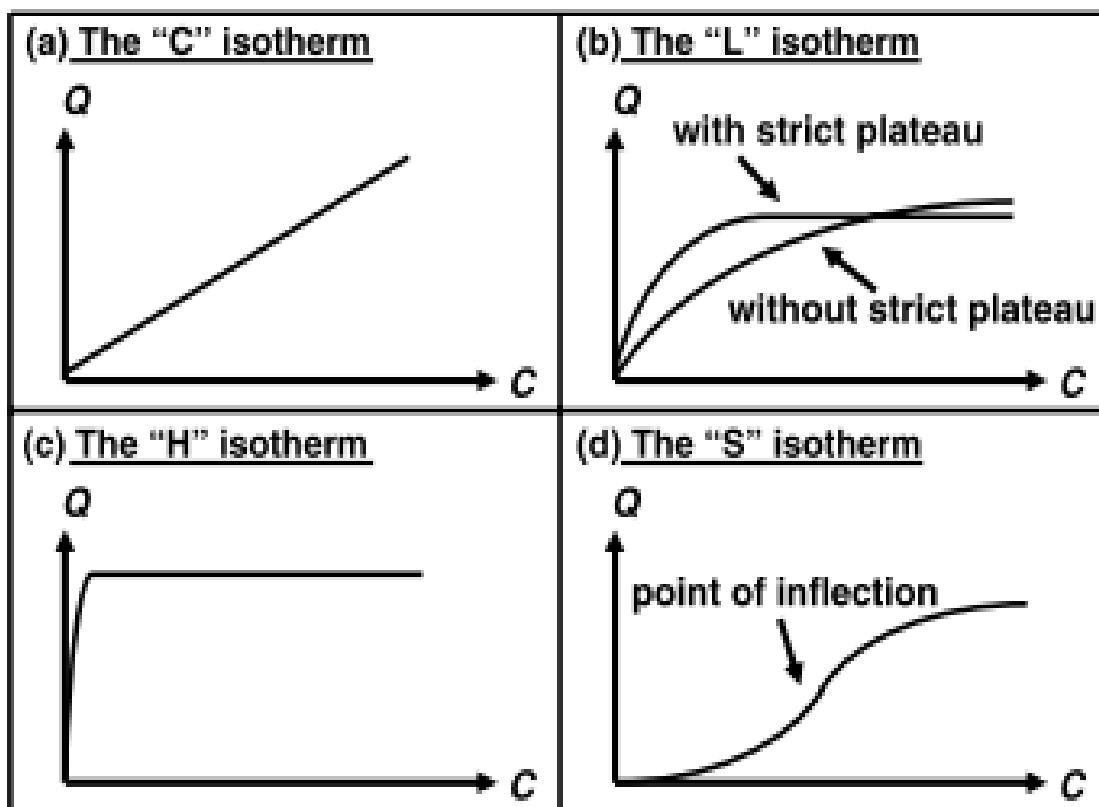 (a) The “C” isotherm
Q
C
(b) The “L” isotherm
Q
with strict plateau
without strict plateau
C
(c) The “H” isotherm
Q
C
(d) The “S” isotherm
Q
point of inflection
C